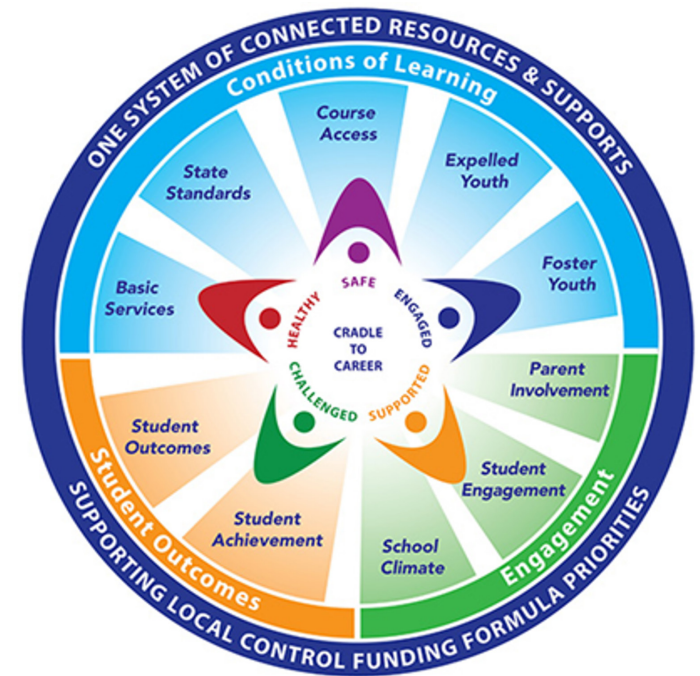 ONE SYSTEM OF CONNECTED RESOURCES & SUPPORTS
Conditions of Learning
Course
Access
State
Standards
Expelled
Youth
Basic
Services
Foster
Youth
SAFE
HEALTHY
ENGAGED
CRADLE
TO
CAREER
CHALLENGED
SUPPORTED
Parent
Involvement
Student
Outcomes
Student
Engagement
Student
Achievement
School
Climate
Student Outcomes
Engagement
SUPPORTING LOCAL CONTROL FUNDING FORMULA PRIORITIES